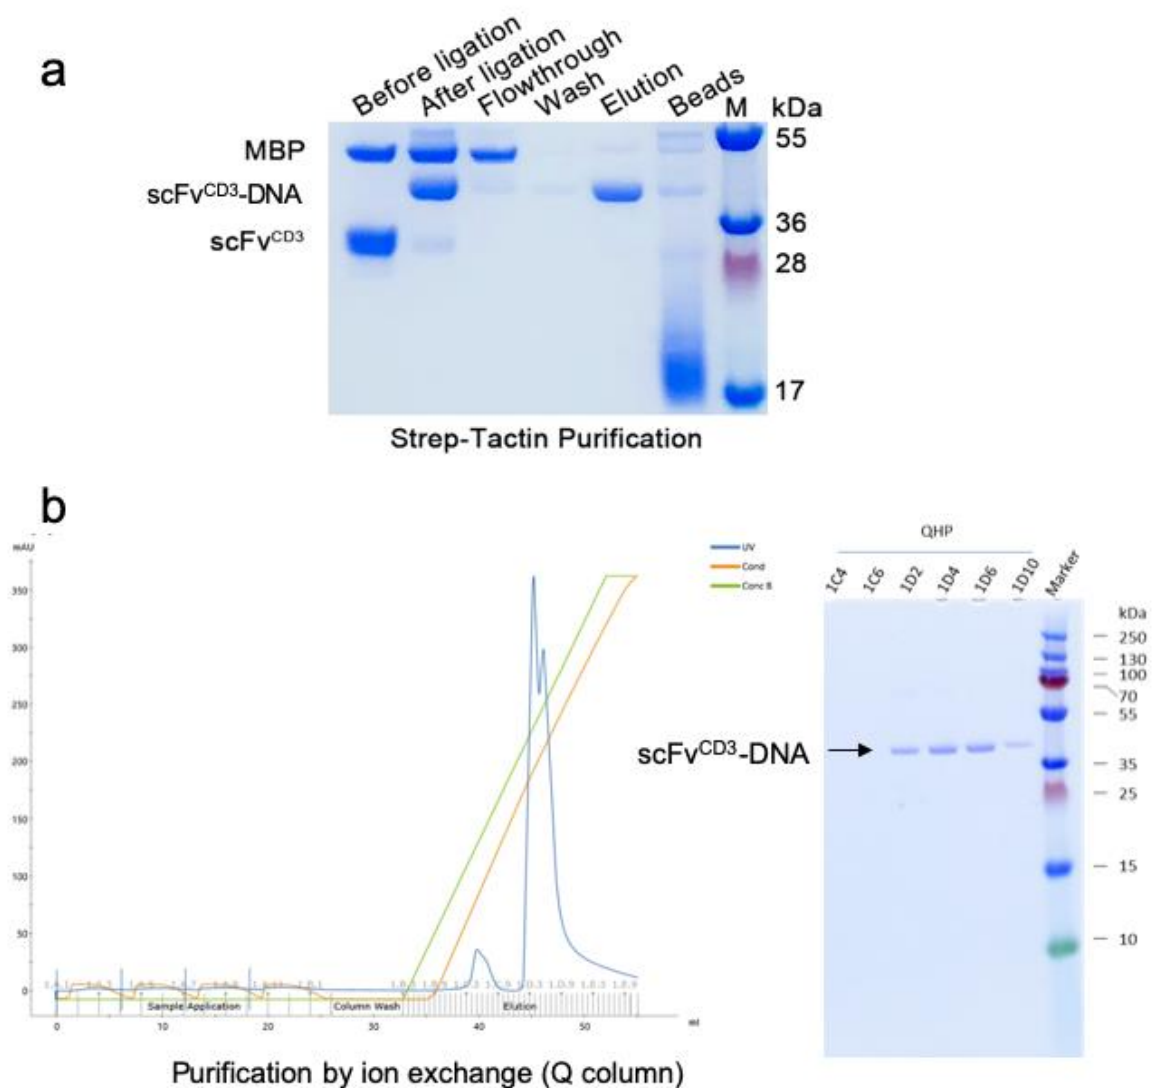 a
Before ligation
After ligation
Flowthrough
Wash
Elution
Beads
M
kDa
MBP
scFvCD3-DNA
scFvCD3
55
36
28
17
Strep-Tactin Purification
b
mAU
350
300
250
200
150
100
50
0
UV
Cond
Conc B
Sample Application
Column Wash
Elution
0
10
20
30
40
50
ml
Purification by ion exchange (Q column)
QHP
1C4
1C6
1D2
1D4
1D6
1D10
Marker
kDa
250
130
100
70
55
35
25
15
10
scFvCD3-DNA